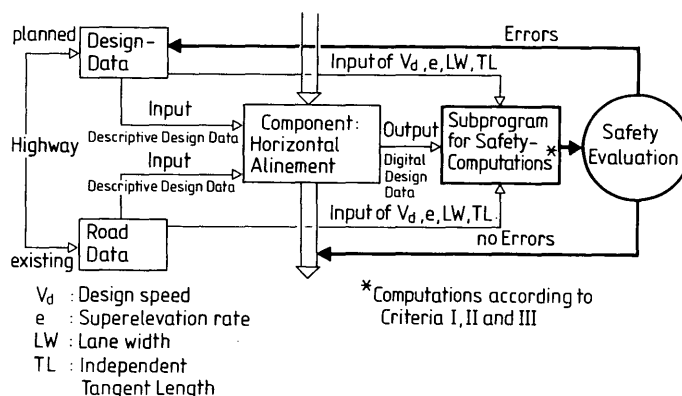 planned
Design-
Data
Errors
Input of Vd, e, LW, TL
Input
Descriptive Design Data
Highway
Input
Descriptive Design Data
Component:
Horizontal
Alinement
Output
Digital
Design
Data
Subprogram
for Safety-
Computations*
Safety
Evaluation
Input of Vd, e, LW, TL
no Errors
existing
Road
Data
Vd : Design speed
e : Superelevation rate
LW : Lane width
TL : Independent
Tangent Length
*Computations according to
Criteria I, II and III